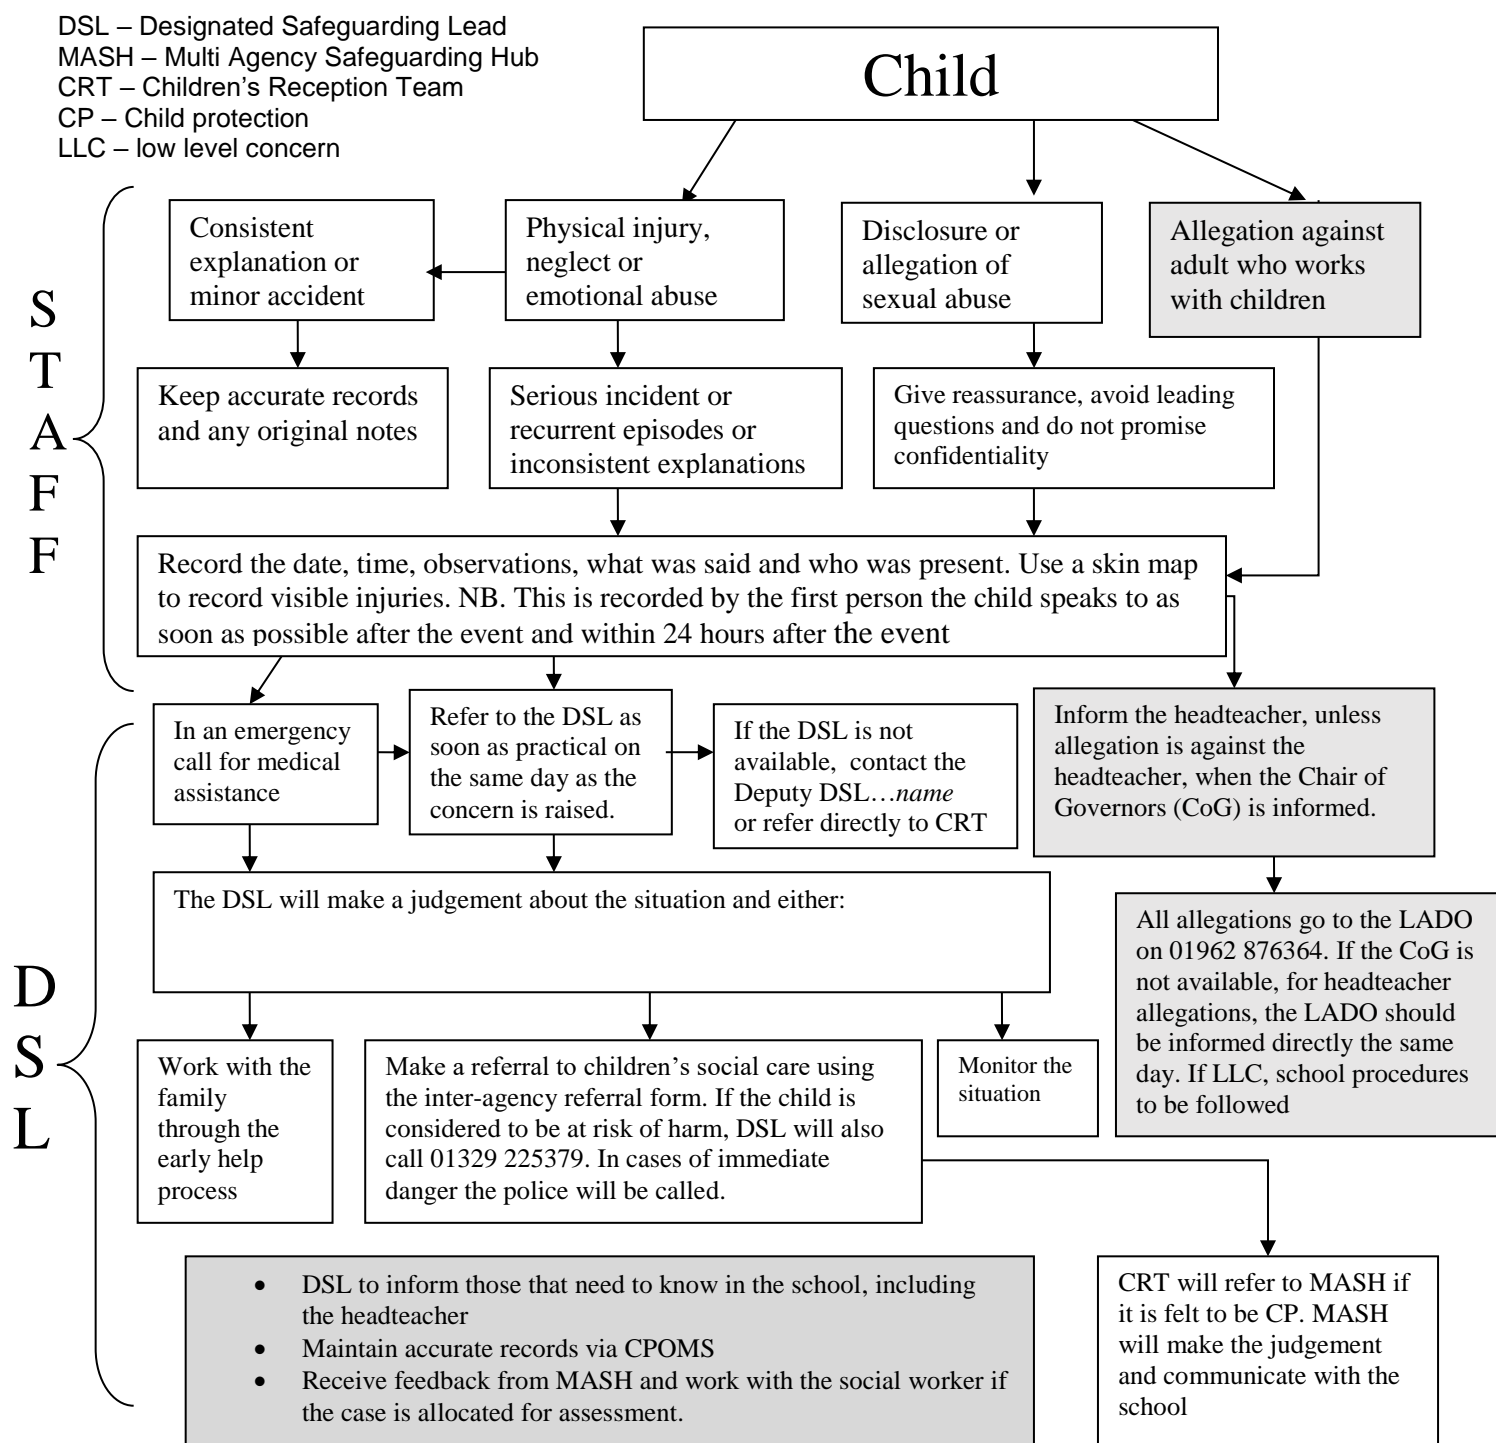 DSL – Designated Safeguarding Lead
MASH – Multi Agency Safeguarding Hub
CRT – Children's Reception Team
CP – Child protection
LLC – low level concern
Child
S
T
A
F
F
Consistent
explanation or
minor accident
Physical injury,
neglect or
emotional abuse
Disclosure or
allegation of
sexual abuse
Allegation against
adult who works
with children
Keep accurate records
and any original notes
Serious incident or
recurrent episodes or
inconsistent explanations
Give reassurance, avoid leading
questions and do not promise
confidentiality
Record the date, time, observations, what was said and who was present. Use a skin map
to record visible injuries. NB. This is recorded by the first person the child speaks to as
soon as possible after the event and within 24 hours after the event
D
S
L
In an emergency
call for medical
assistance
Refer to the DSL as
soon as practical on
the same day as the
concern is raised.
If the DSL is not
available, contact the
Deputy DSL…name
or refer directly to CRT
Inform the headteacher, unless
allegation is against the
headteacher, when the Chair of
Governors (CoG) is informed.
The DSL will make a judgement about the situation and either:
All allegations go to the LADO
on 01962 876364. If the CoG is
not available, for headteacher
allegations, the LADO should
be informed directly the same
day. If LLC, school procedures
to be followed
Work with the
family
through the
early help
process
Make a referral to children's social care using
the inter-agency referral form. If the child is
considered to be at risk of harm, DSL will also
call 01329 225379. In cases of immediate
danger the police will be called.
Monitor the
situation
• DSL to inform those that need to know in the school, including
the headteacher
• Maintain accurate records via CPOMS
• Receive feedback from MASH and work with the social worker if
the case is allocated for assessment.
CRT will refer to MASH if
it is felt to be CP. MASH
will make the judgement
and communicate with the
school